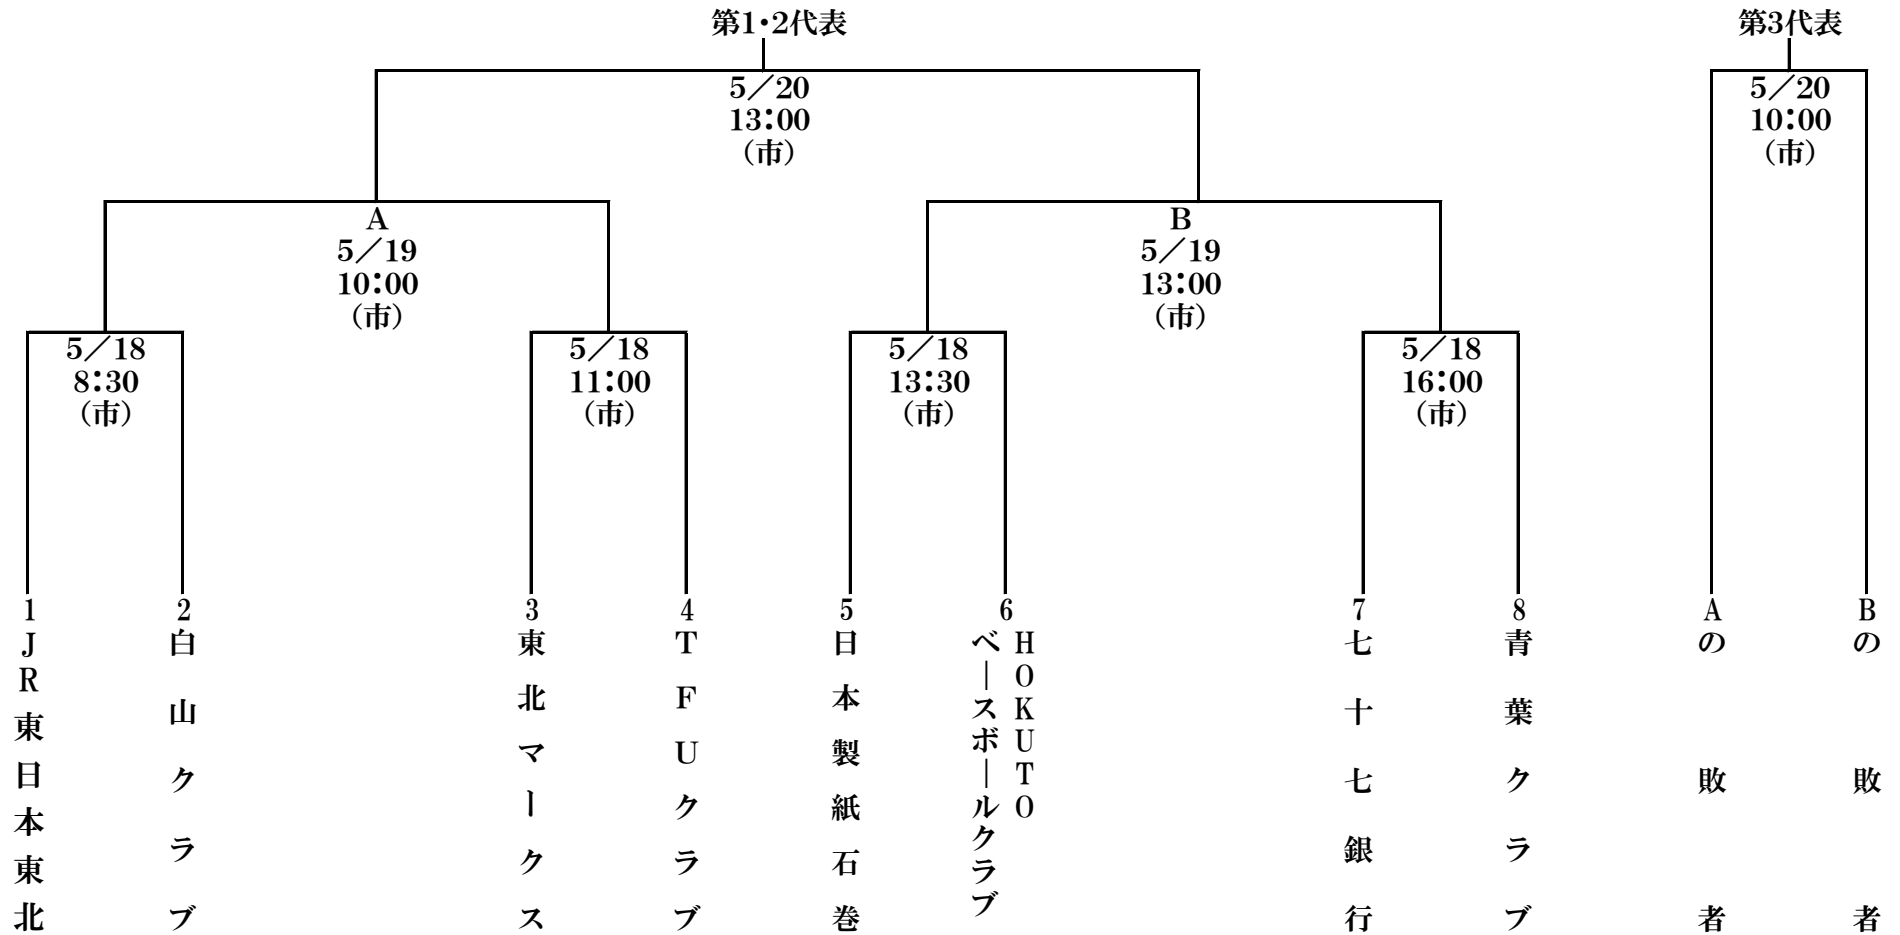 第1・2代表
第3代表
5／20
13：00
（市）
5／20
10：00
（市）
A
5／19
10：00
（市）
B
5／19
13：00
（市）
5／18
8：30
（市）
5／18
11：00
（市）
5／18
13：30
（市）
5／18
16：00
（市）
1
JR東日本東北
2
白山クラブ
3
東北マークス
4
TFUクラブ
5
日本製紙石巻
6
HOKUTO
ベースボールクラブ
7
七十七銀行
8
青葉クラブ
Aの敗者
Bの敗者